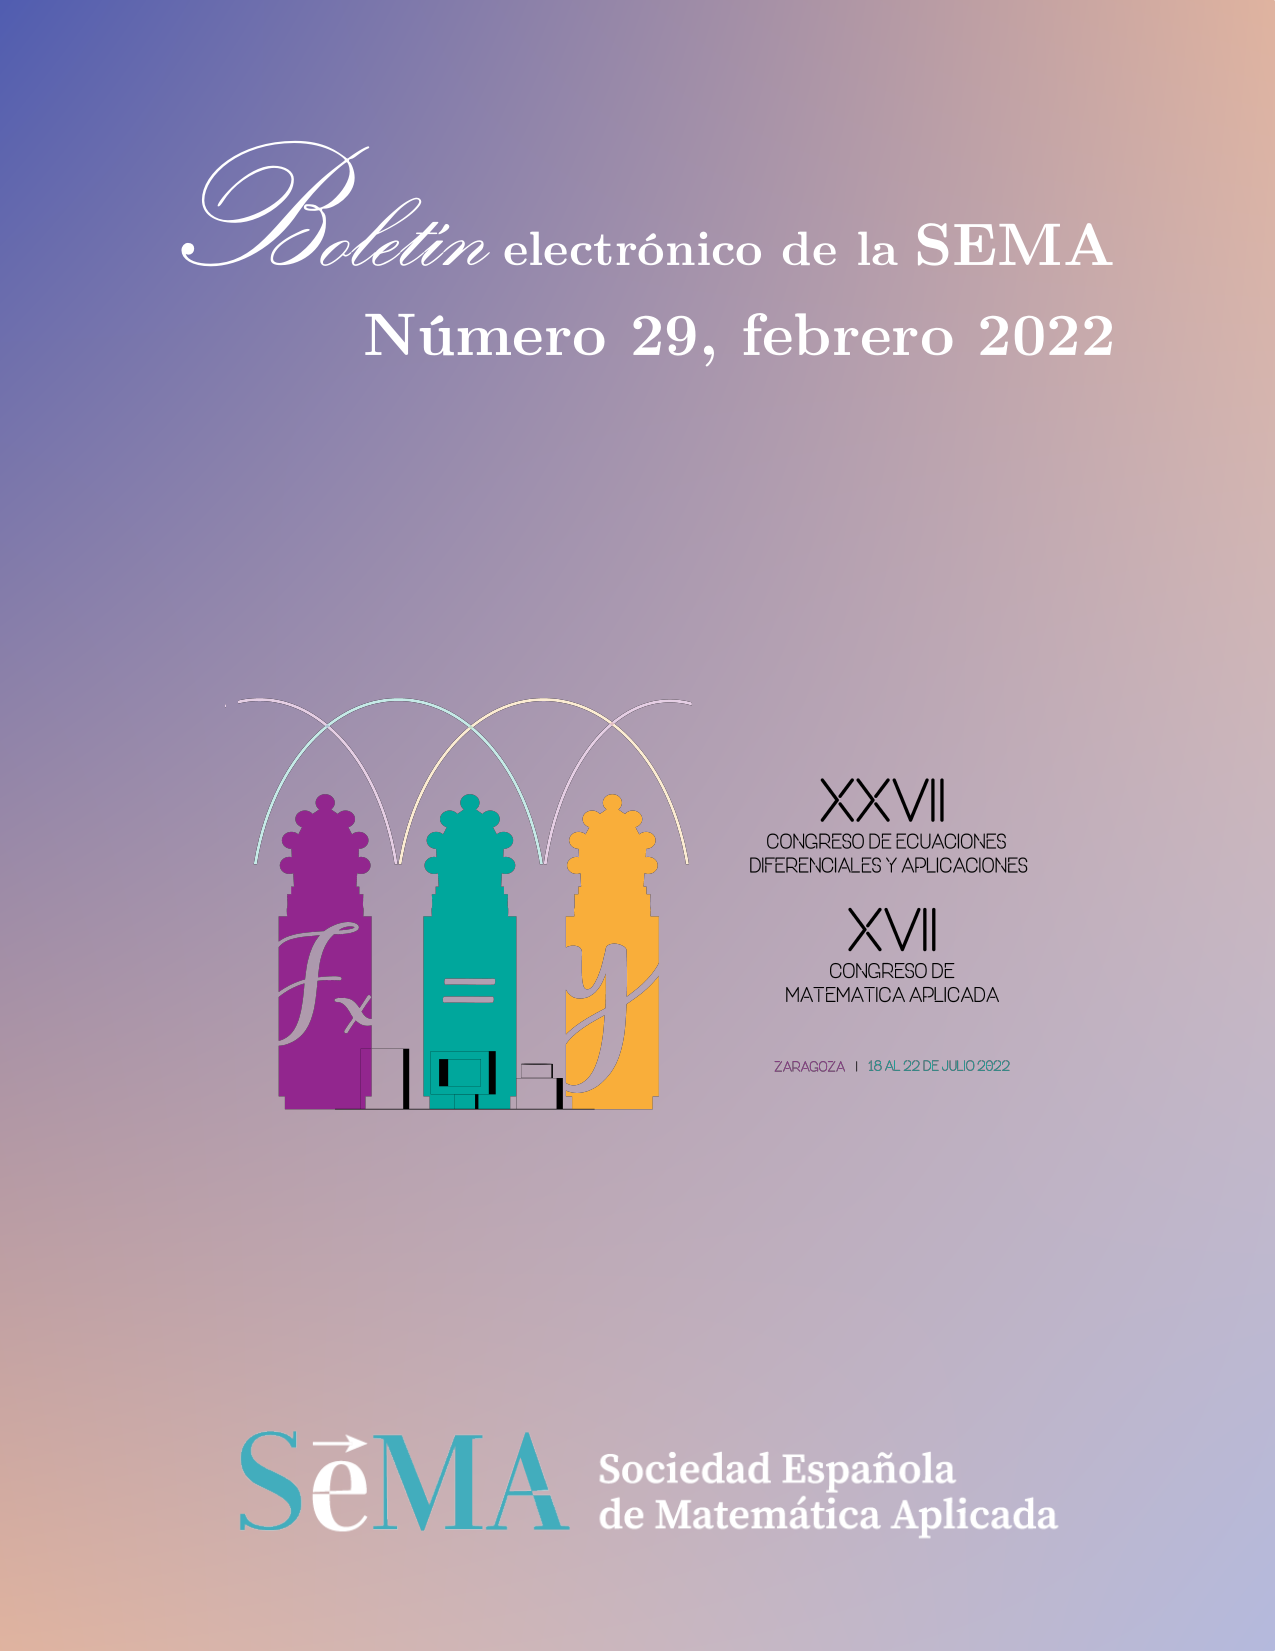 Boletín electrónico de la SEMA
Número 29, febrero 2022
XXVII
CONGRESO DE ECUACIONES
DIFERENCIALES Y APLICACIONES
XVII
CONGRESO DE
MATEMATICA APLICADA
ZARAGOZA | 18 AL 22 DE JULIO 2022
Fx = y
SeMA Sociedad Española
de Matemática Aplicada